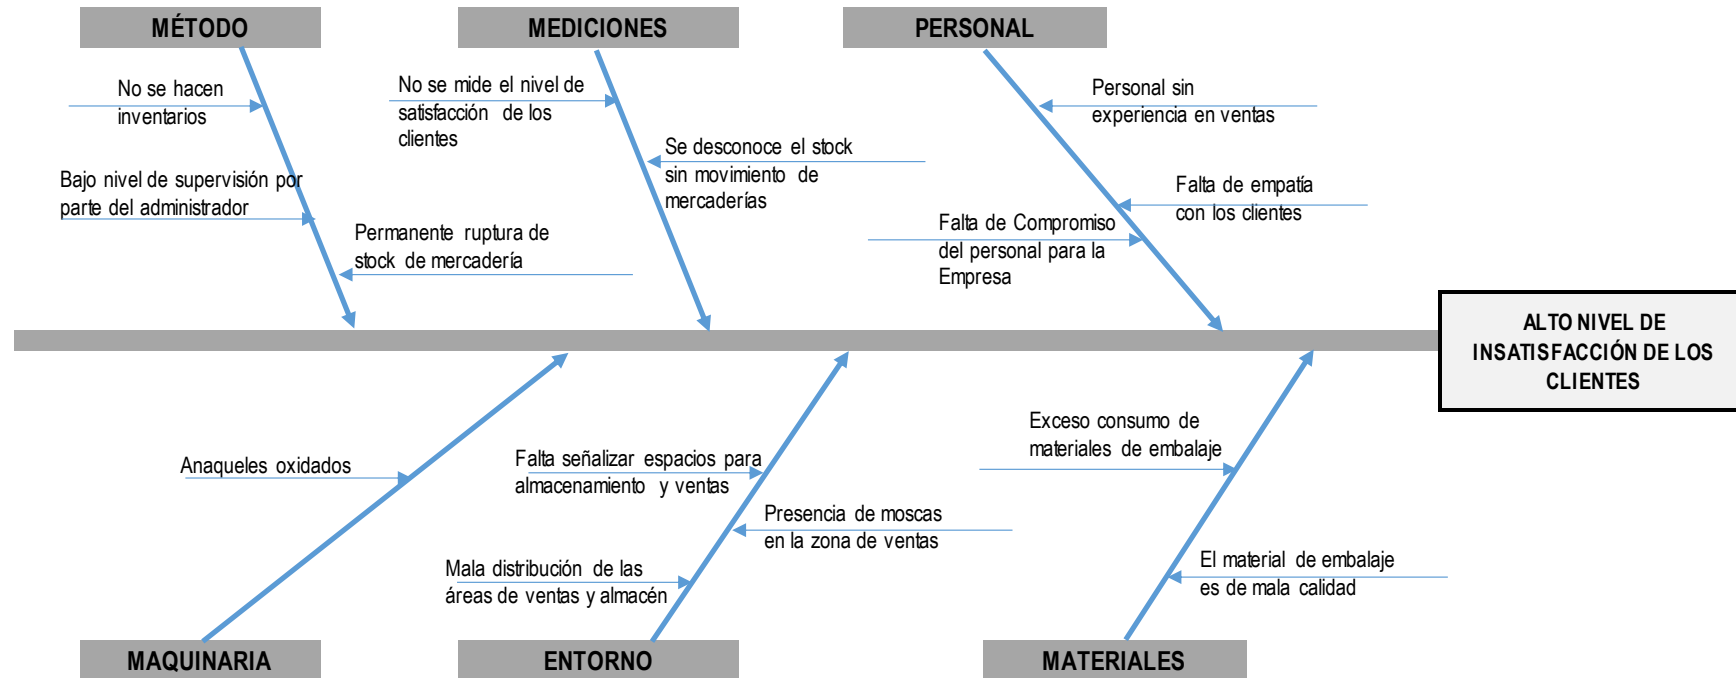 MÉTODO
MEDICIONES
PERSONAL
No se hacen
inventarios
Bajo nivel de supervisión por
parte del administrador
Permanente ruptura de
stock de mercadería
No se mide el nivel de
satisfacción de los
clientes
Se desconoce el stock
sin movimiento de
mercaderías
Personal sin
experiencia en ventas
Falta de empatía
con los clientes
Falta de Compromiso
del personal para la
Empresa
ALTO NIVEL DE
INSATISFACCIÓN DE LOS
CLIENTES
Anaqueles oxidados
Falta señalizar espacios para
almacenamiento y ventas
Presencia de moscas
en la zona de ventas
Mala distribución de las
áreas de ventas y almacén
Exceso consumo de
materiales de embalaje
El material de embalaje
es de mala calidad
MAQUINARIA
ENTORNO
MATERIALES